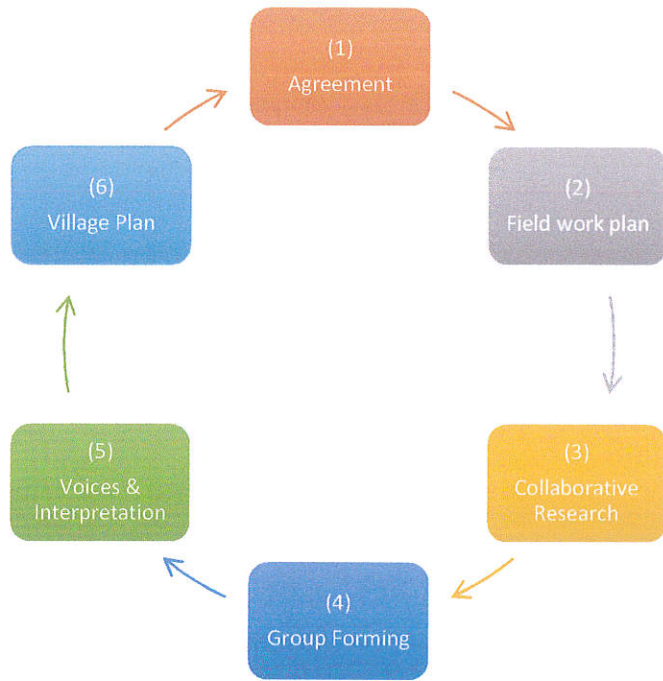 (1)
Agreement
(2)
Field work plan
(3)
Collaborative
Research
(4)
Group Forming
(5)
Voices &
Interpretation
(6)
Village Plan